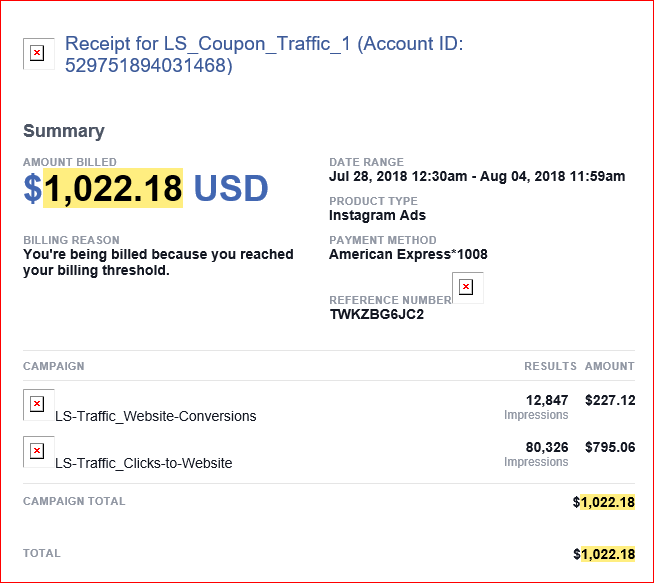 Receipt for LS_Coupon_Traffic_1 (Account ID:
529751894031468)
Summary
AMOUNT BILLED
$1,022.18 USD
BILLING REASON
You're being billed because you reached
your billing threshold.
DATE RANGE
Jul 28, 2018 12:30am - Aug 04, 2018 11:59am
PRODUCT TYPE
Instagram Ads
PAYMENT METHOD
American Express*1008
REFERENCE NUMBER
TWKZBG6JC2
CAMPAIGN RESULTS AMOUNT
LS-Traffic_Website-Conversions 12,847 $227.12
Impressions
LS-Traffic_Clicks-to-Website 80,326 $795.06
Impressions
CAMPAIGN TOTAL $1,022.18
TOTAL $1,022.18